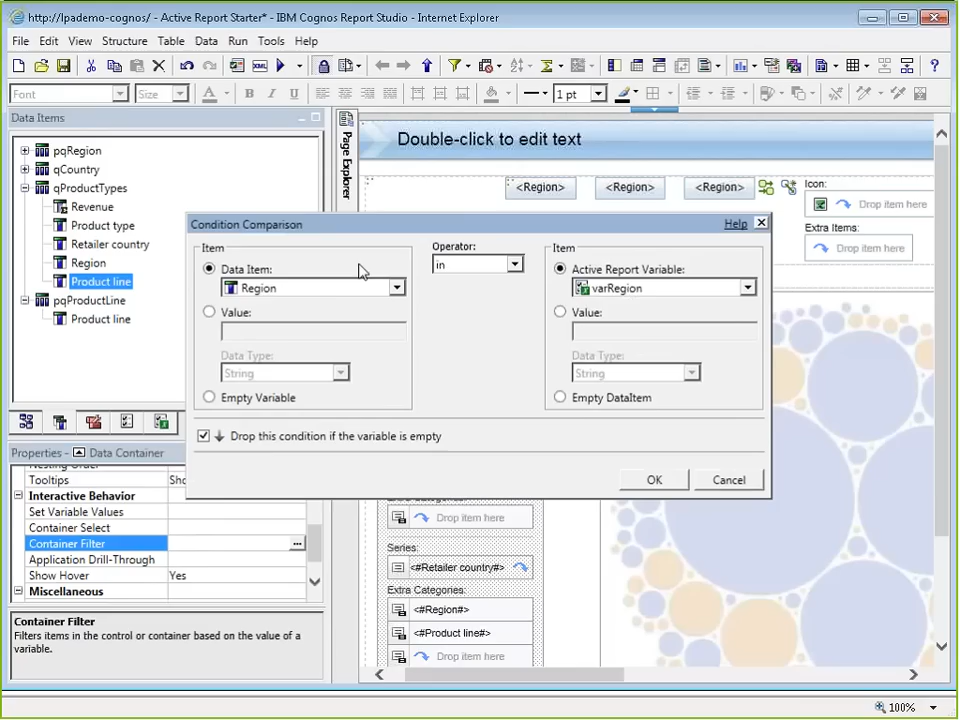 http://lpademo-cognos/ - Active Report Starter* - IBM Cognos Report Studio - Internet Explorer
File Edit View Structure Table Data Run Tools Help
XML
Font Size A B I U 1 pt
Data Items
Page Explorer
Double-click to edit text
pqRegion
qCountry
qProductTypes
Revenue
Product type
Retailer country
Region
Product line
pqProductLine
Product line
<Region> <Region> <Region>
Icon:
Drop item here
Extra Items:
Drop item here
Condition Comparison Help
Item
Data Item:
Region
Value:
Data Type:
String
Empty Variable
Operator:
in
Item
Active Report Variable:
varRegion
Value:
Data Type:
String
Empty DataItem
Drop this condition if the variable is empty
OK Cancel
Properties - Data Container
Tooltips Sho
Interactive Behavior
Set Variable Values
Container Select
Container Filter ...
Application Drill-Through
Show Hover Yes
Miscellaneous
Container Filter
Filters items in the control or container based on the value of a
variable.
Drop item here
Series:
<#Retailer country#>
Extra Categories:
<#Region#>
<#Product line#>
Drop item here
100%